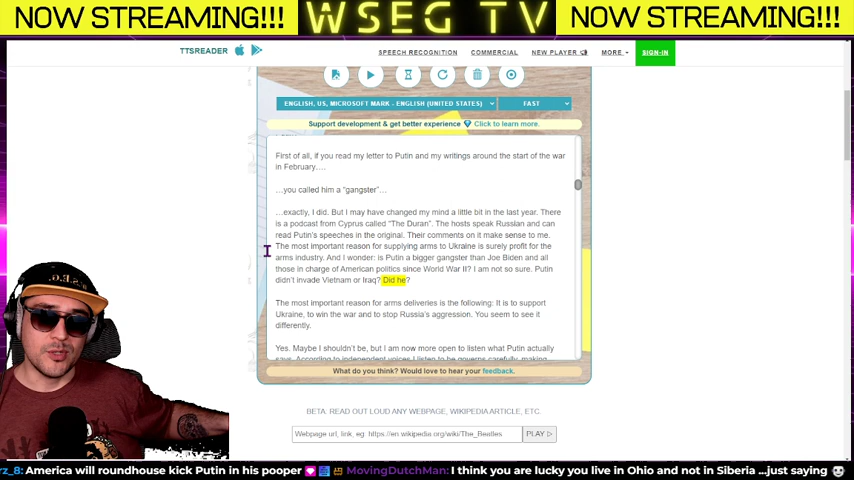 NOW STREAMING!!! WSEG TV NOW STREAMING!!!
TTSREADER SPEECH RECOGNITION COMMERCIAL NEW PLAYER MORE SIGN-IN
ENGLISH, US, MICROSOFT MARK - ENGLISH (UNITED STATES) FAST
Support development & get better experience Click to learn more.
First of all, if you read my letter to Putin and my writings around the start of the war
in February....
...you called him a "gangster"...
...exactly, I did. But I may have changed my mind a little bit in the last year. There
is a podcast from Cyprus called "The Duran". The hosts speak Russian and can
read Putin's speeches in the original. Their comments on it make sense to me.
The most important reason for supplying arms to Ukraine is surely profit for the
arms industry. And I wonder: is Putin a bigger gangster than Joe Biden and all
those in charge of American politics since World War II? I am not so sure. Putin
didn't invade Vietnam or Iraq? Did he?
The most important reason for arms deliveries is the following: It is to support
Ukraine, to win the war and to stop Russia's aggression. You seem to see it
differently.
Yes. Maybe I shouldn't be, but I am now more open to listen what Putin actually
says. According to independent voices I listen to he governs carefully, making
What do you think? Would love to hear your feedback.
BETA. READ OUT LOUD ANY WEBPAGE, WIKIPEDIA ARTICLE, ETC.
Webpage url, link, eg: https://en.wikipedia.org/wiki/The_Beatles PLAY ▷
rz_8: America will roundhouse kick Putin in his pooper MovingDutchMan: I think you are lucky you live in Ohio and not in Siberia ...just saying